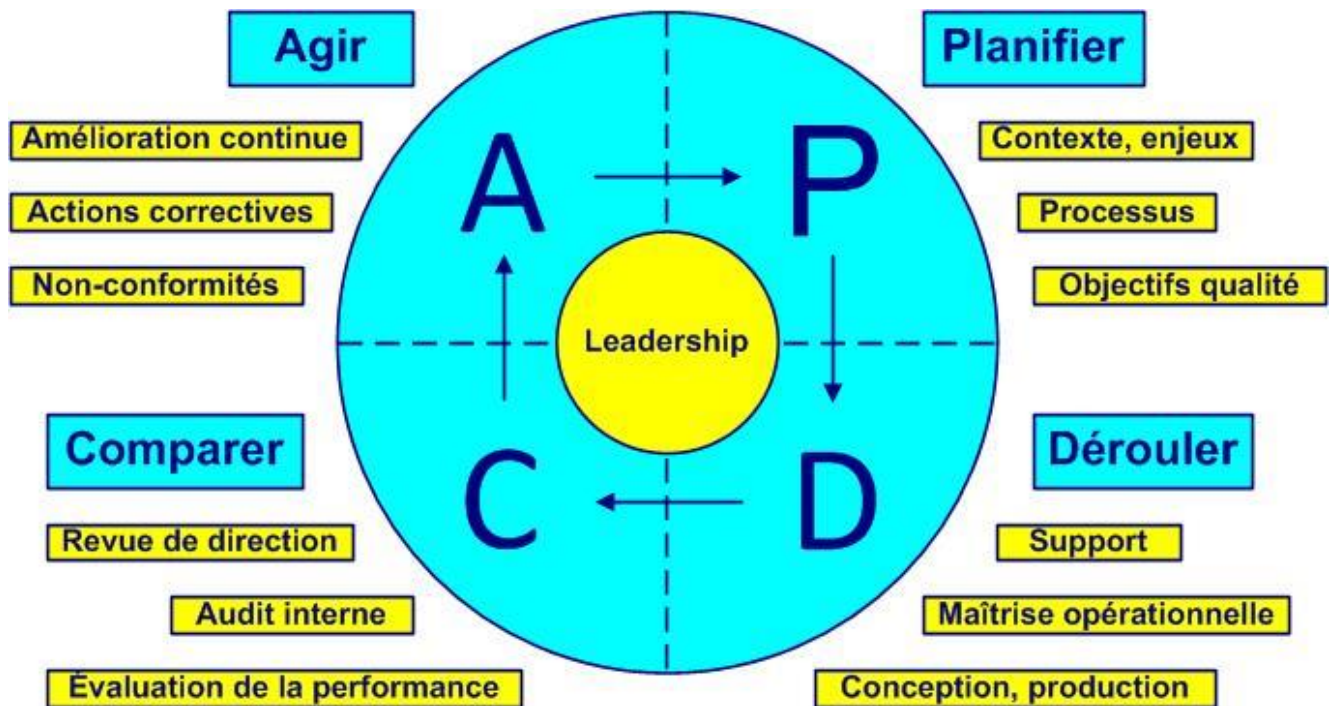 Agir
Amélioration continue
Actions correctives
Non-conformités
Planifier
Contexte, enjeux
Processus
Objectifs qualité
A
P
Leadership
C
D
Comparer
Revue de direction
Audit interne
Évaluation de la performance
Dérouler
Support
Maîtrise opérationnelle
Conception, production